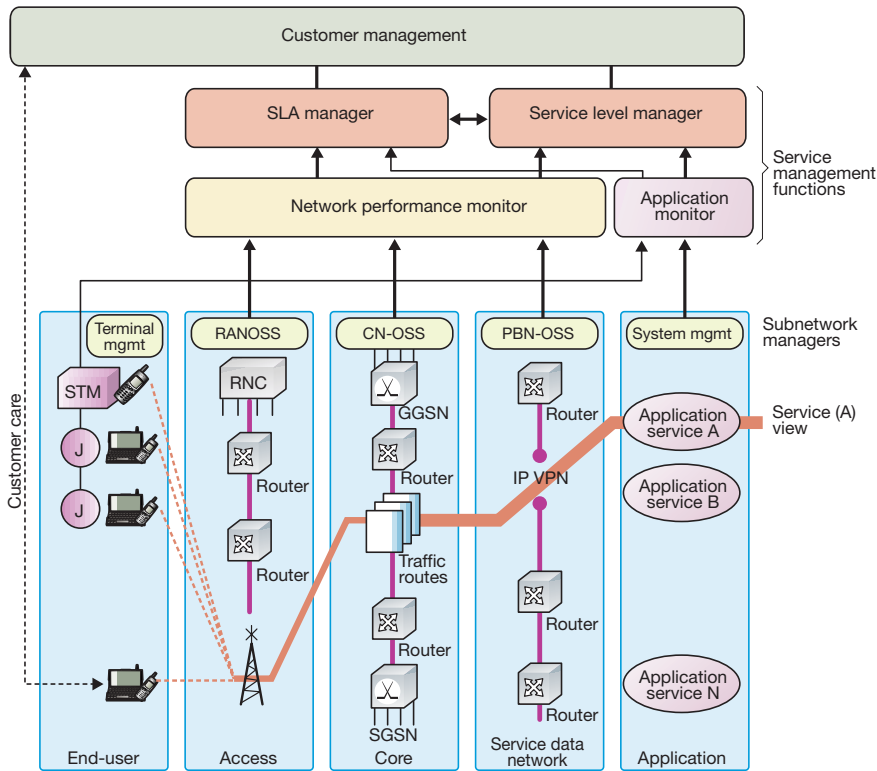 Customer management
SLA manager
Service level manager
Service
management
functions
Network performance monitor
Application
monitor
Customer care
Terminal
mgmt
RANOSS
CN-OSS
PBN-OSS
System mgmt
Subnetwork
managers
STM
RNC
GGSN
Router
Application
service A
Service (A)
view
J
Router
Router
IP VPN
Application
service B
J
Router
Traffic
routes
Router
Router
Application
service N
SGSN
Router
End-user
Access
Core
Service data
network
Application